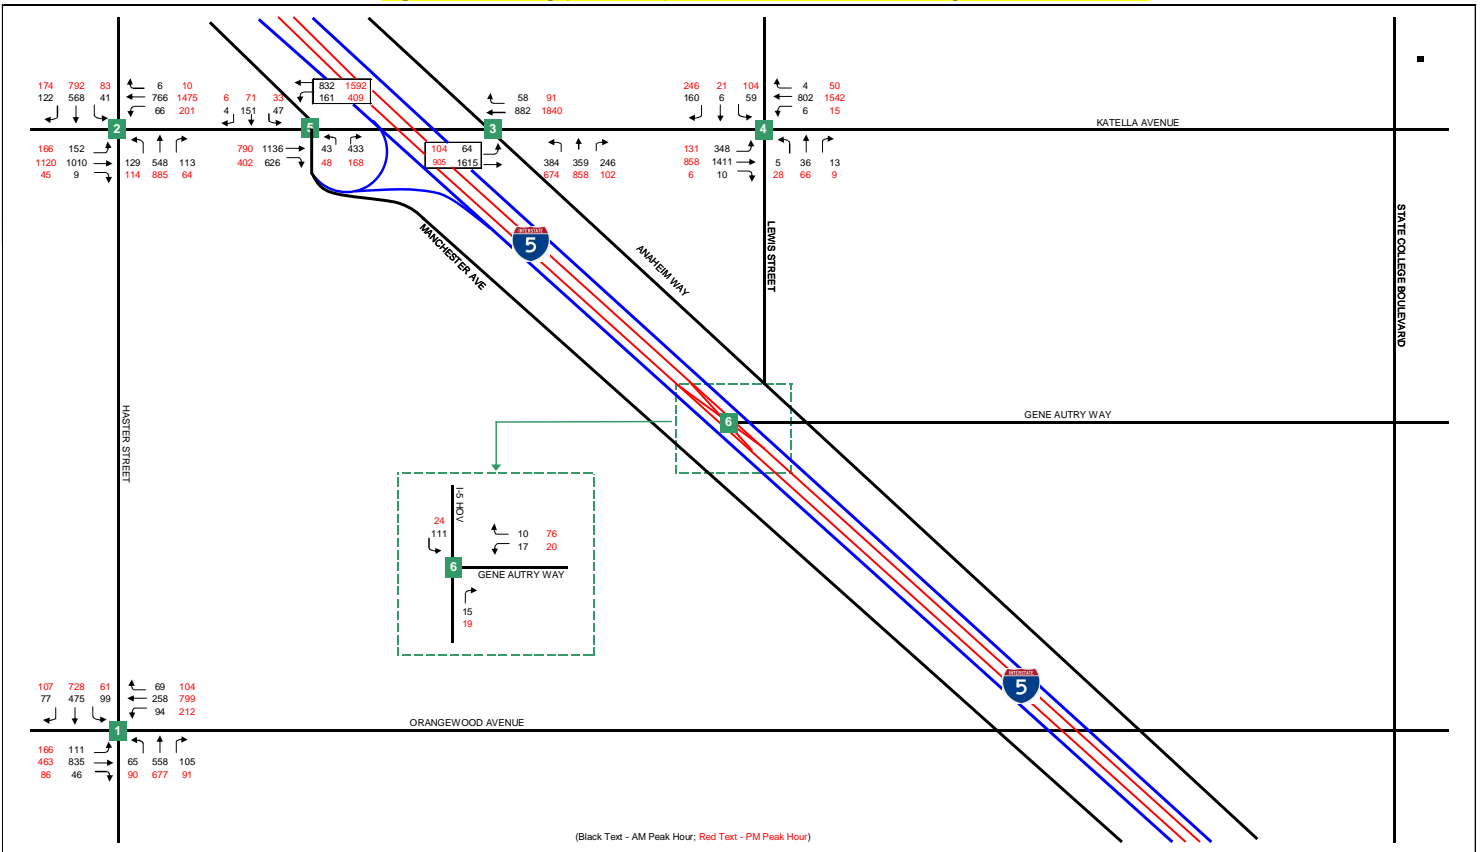 174 792 83 6 10
122 568 41 766 1475
66 201
2
166 152
1120 1010 129 548 113
45 9 114 885 64
832 1592
161 409
6 71 33
4 151 47
5
790 1136 43 433
402 626 48 168
58 91
882 1840
3
104 64
905 1615
384 359 246
674 858 102
246 21 104 4 50
160 6 59 802 1542
6 15
4
131 348
858 1411 5 36 13
6 10 28 66 9
KATELLA AVENUE
MANCHESTER AVE
INTERSTATE
5
ANAHEIM WAY
LEWIS STREET
STATE COLLEGE BOULEVARD
HASTER STREET
6
GENE AUTRY WAY
I-5 HOV
24
111
10 76
17 20
6
GENE AUTRY WAY
15
19
INTERSTATE
5
107 728 61 69 104
77 475 99 258 799
94 212
1
ORANGEWOOD AVENUE
166 111
463 835 65 558 105
86 46 90 677 91
(Black Text - AM Peak Hour; Red Text - PM Peak Hour)